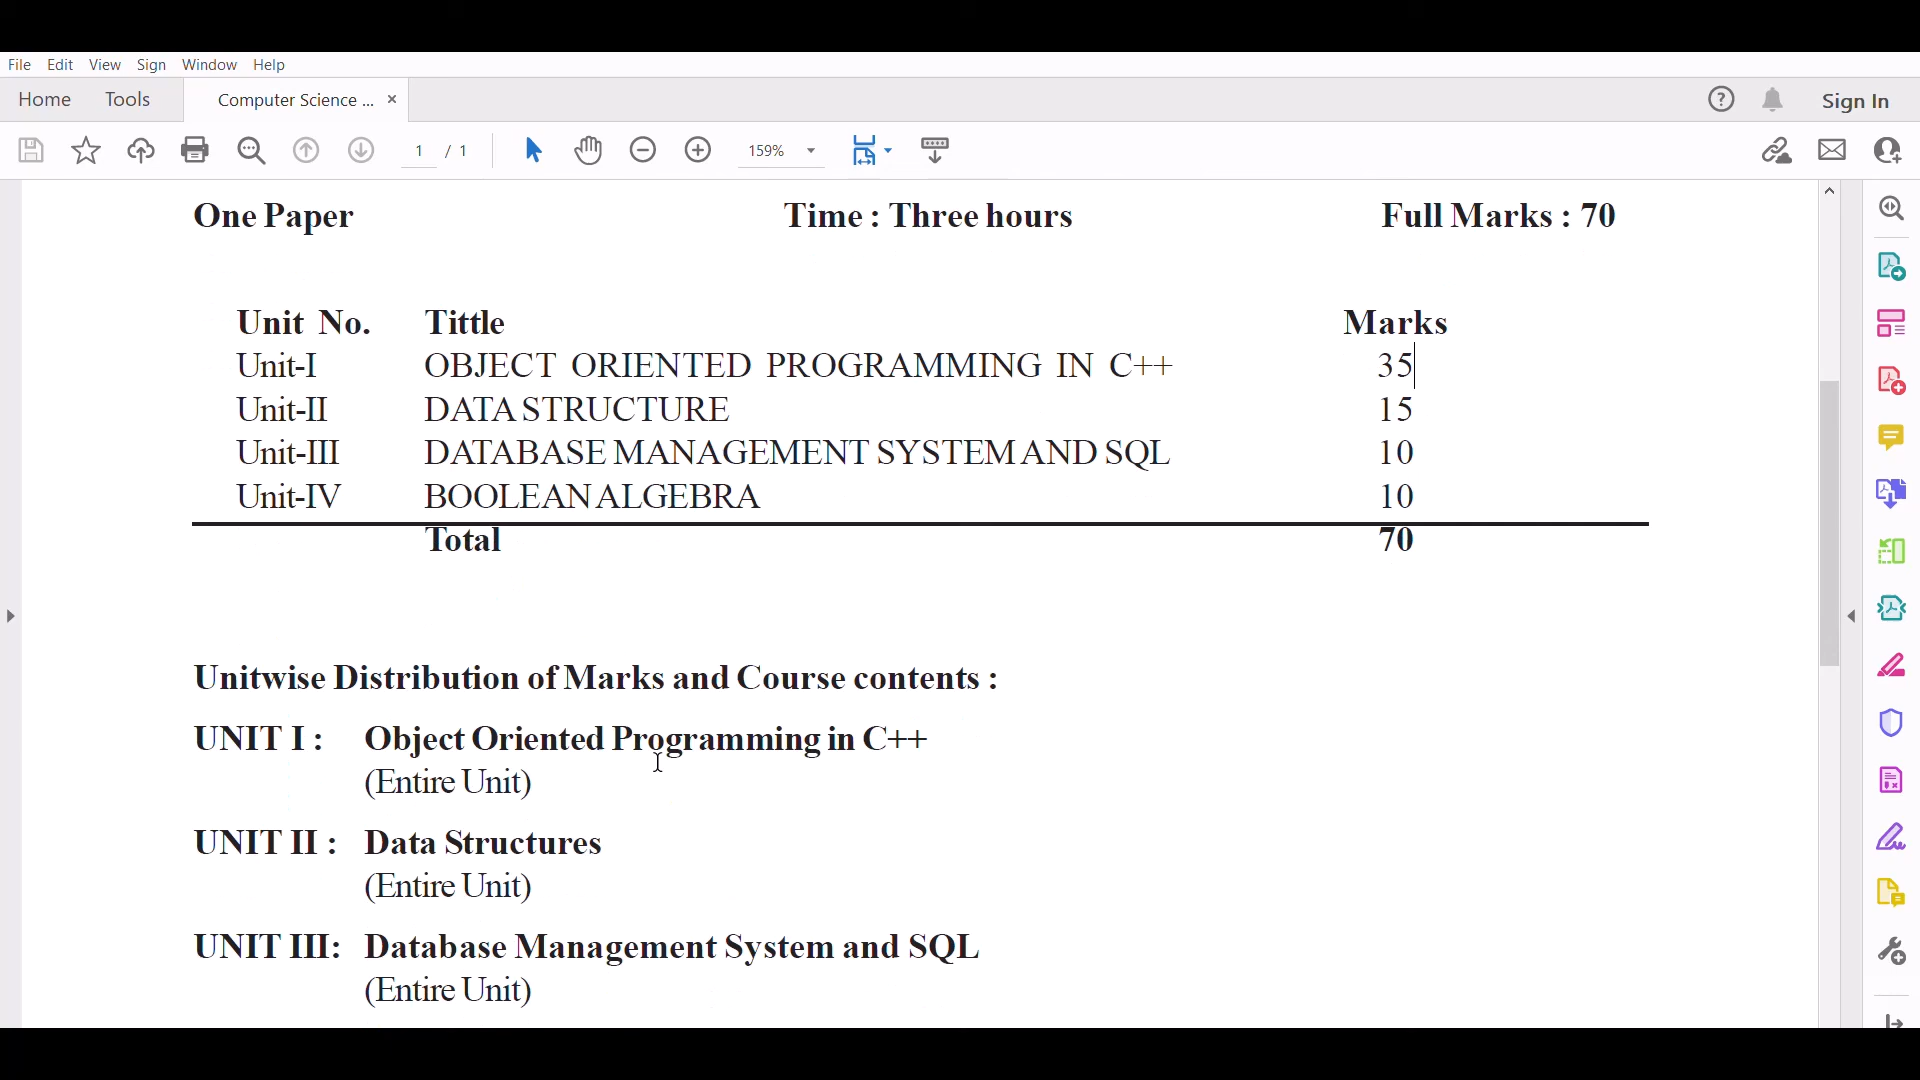 File Edit View Sign Window Help
Home Tools Computer Science ... × Sign In
1 / 1 159%
One Paper Time : Three hours Full Marks : 70
Unit No. Tittle Marks
Unit-I OBJECT ORIENTED PROGRAMMING IN C++ 35
Unit-II DATA STRUCTURE 15
Unit-III DATABASE MANAGEMENT SYSTEM AND SQL 10
Unit-IV BOOLEAN ALGEBRA 10
Total 70
Unitwise Distribution of Marks and Course contents :
UNIT I : Object Oriented Programming in C++
(Entire Unit)
UNIT II : Data Structures
(Entire Unit)
UNIT III: Database Management System and SQL
(Entire Unit)